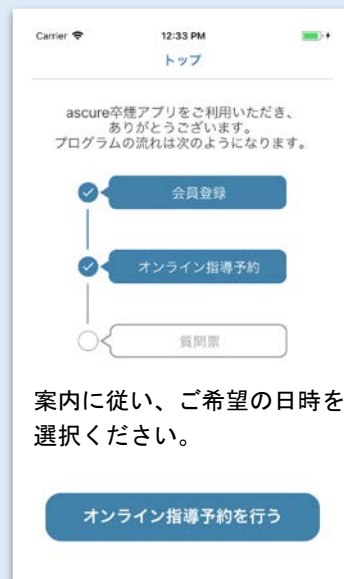 Carrier 12:33 PM
トップ
ascure卒煙アプリをご利用いただき、
ありがとうございます。
プログラムの流れは次のようになります。
会員登録
オンライン指導予約
質問票
案内に従い、ご希望の日時を
選択ください。
オンライン指導予約を行う